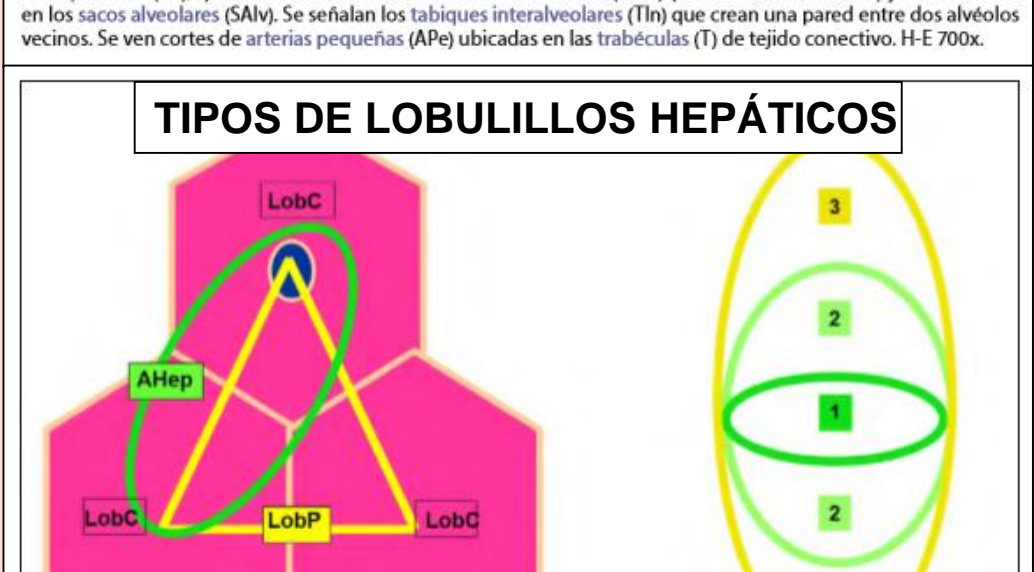 en los sacos alveolares (SAlv). Se señalan los tabiques interalveolares (TIn) que crean una pared entre dos alvéolos
vecinos. Se ven cortes de arterias pequeñas (APe) ubicadas en las trabéculas (T) de tejido conectivo. H-E 700x.
TIPOS DE LOBULILLOS HEPÁTICOS
LobC
3
2
AHep
1
LobC
LobP
LobC
2